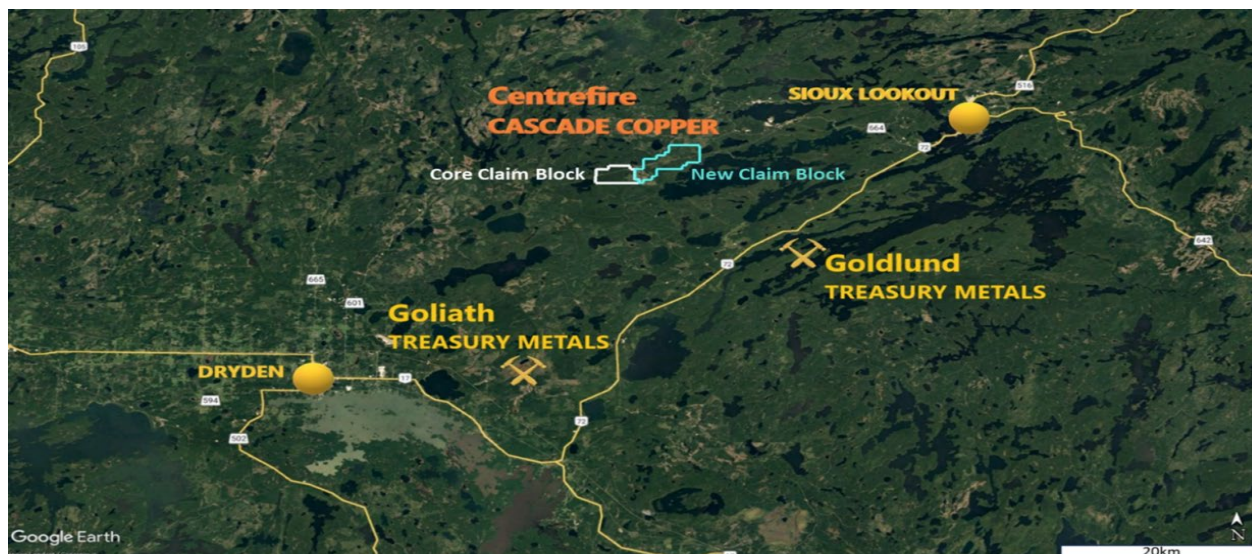 105
516
SIOUX LOOKOUT
Centrefire
CASCADE COPPER
664
72
Core Claim Block
New Claim Block
642
Goldlund
TREASURY METALS
72
665
601
Goliath
TREASURY METALS
DRYDEN
17
594
72
502
Google Earth
N
20km